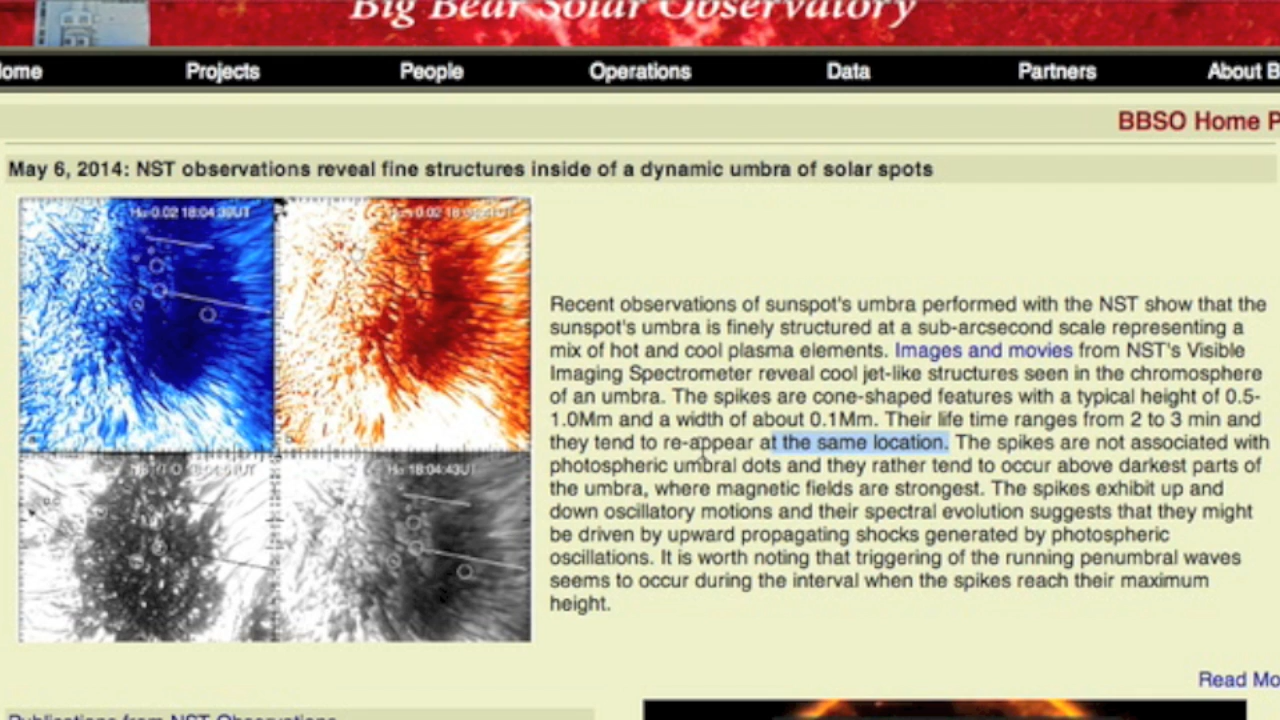 Big Bear Solar Observatory
Home Projects People Operations Data Partners About B
BBSO Home P
May 6, 2014: NST observations reveal fine structures inside of a dynamic umbra of solar spots
18:04:43UT
Recent observations of sunspot's umbra performed with the NST show that the
sunspot's umbra is finely structured at a sub-arcsecond scale representing a
mix of hot and cool plasma elements. Images and movies from NST's Visible
Imaging Spectrometer reveal cool jet-like structures seen in the chromosphere
of an umbra. The spikes are cone-shaped features with a typical height of 0.5-
1.0Mm and a width of about 0.1Mm. Their life time ranges from 2 to 3 min and
they tend to re-appear at the same location. The spikes are not associated with
photospheric umbral dots and they rather tend to occur above darkest parts of
the umbra, where magnetic fields are strongest. The spikes exhibit up and
down oscillatory motions and their spectral evolution suggests that they might
be driven by upward propagating shocks generated by photospheric
oscillations. It is worth noting that triggering of the running penumbral waves
seems to occur during the interval when the spikes reach their maximum
height.
Read Mo
Publications from NST Observations